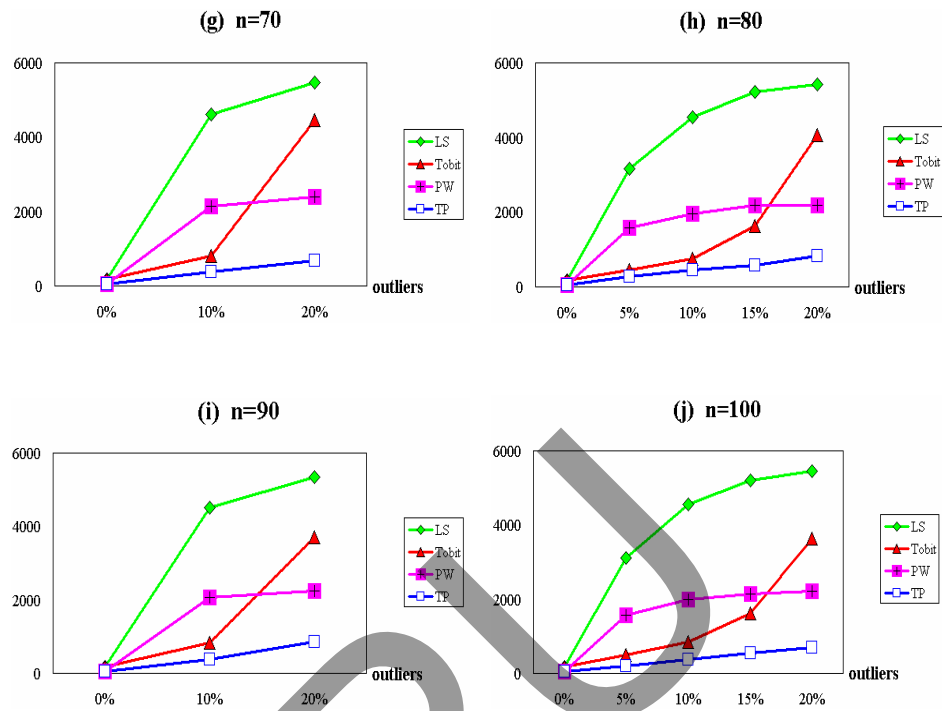 (g) n=70
6000
4000
2000
0
0% 10% 20%
outliers
LS
Tobit
PW
TP
(h) n=80
6000
4000
2000
0
0% 5% 10% 15% 20%
outliers
LS
Tobit
PW
TP
(i) n=90
6000
4000
2000
0
0% 10% 20%
outliers
LS
Tobit
PW
TP
(j) n=100
6000
4000
2000
0
0% 5% 10% 15% 20%
outliers
LS
Tobit
PW
TP